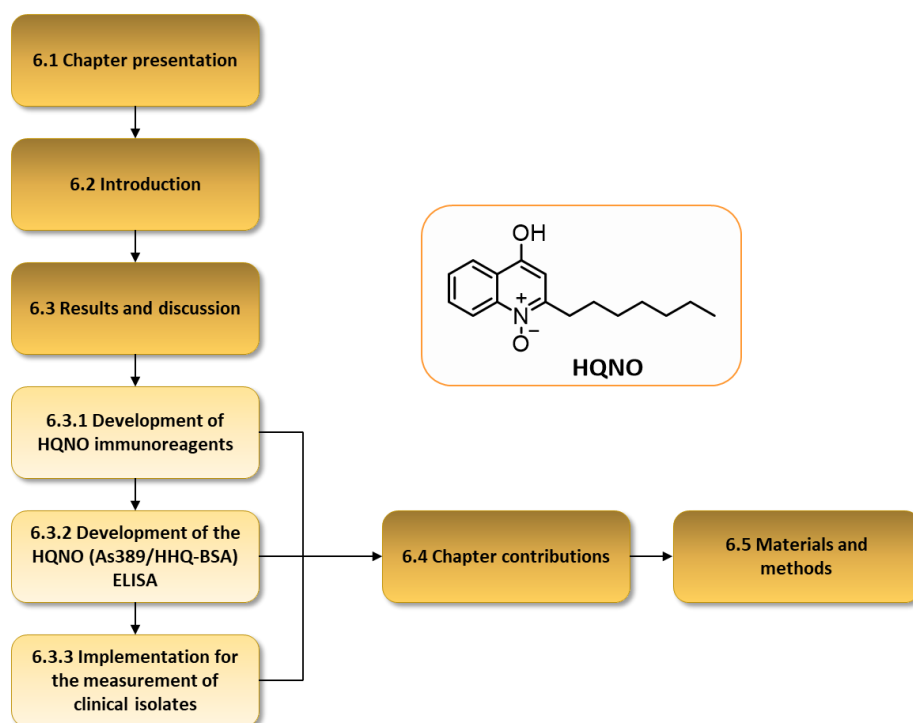 6.1 Chapter presentation
6.2 Introduction
6.3 Results and discussion
6.3.1 Development of
HQNO immunoreagents
6.3.2 Development of the
HQNO (As389/HHQ-BSA)
ELISA
6.3.3 Implementation for
the measurement of
clinical isolates
OH
N
+
O
−
HQNO
6.4 Chapter contributions
6.5 Materials and
methods